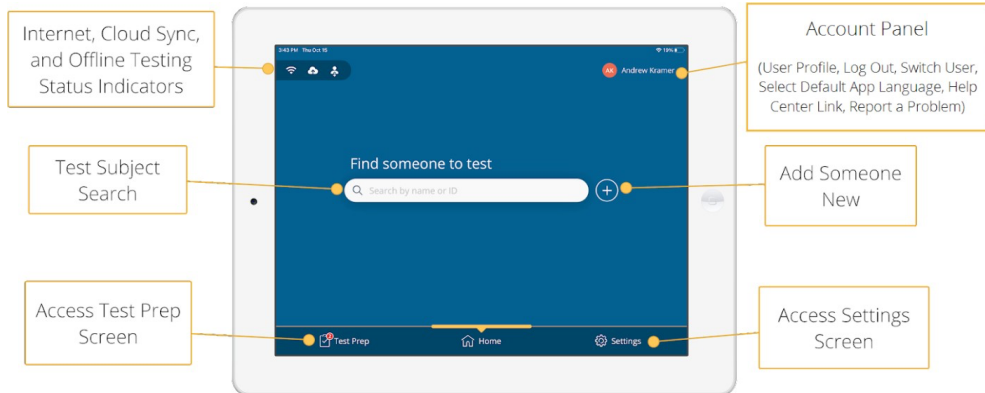 Internet, Cloud Sync,
and Offline Testing
Status Indicators
Account Panel
(User Profile, Log Out, Switch User,
Select Default App Language, Help
Center Link, Report a Problem)
3:43 PM Thu Oct 15
19%
AK Andrew Kramer
Test Subject
Search
Find someone to test
Search by name or ID
Add Someone
New
Access Test Prep
Screen
Test Prep
Home
Settings
Access Settings
Screen